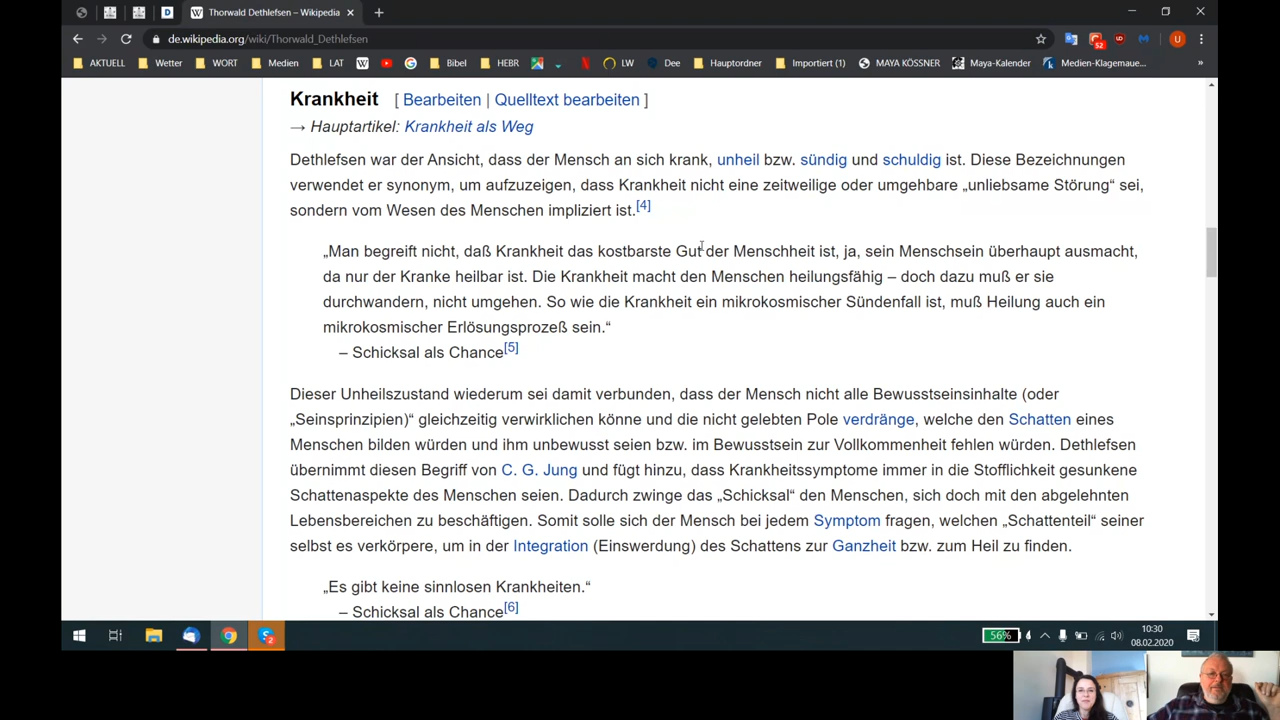 Thorwald Dethlefsen – Wikipedia
de.wikipedia.org/wiki/Thorwald_Dethlefsen
52
U
AKTUELL Wetter WORT Medien LAT Bibel HEBR LW Dee Hauptordner Importiert (1) MAYA KÖSSNER Maya-Kalender Medien-Klagemaue... »
Krankheit [ Bearbeiten | Quelltext bearbeiten ]
→ Hauptartikel: Krankheit als Weg
Dethlefsen war der Ansicht, dass der Mensch an sich krank, unheil bzw. sündig und schuldig ist. Diese Bezeichnungen
verwendet er synonym, um aufzuzeigen, dass Krankheit nicht eine zeitweilige oder umgehbare „unliebsame Störung“ sei,
sondern vom Wesen des Menschen impliziert ist.[4]
„Man begreift nicht, daß Krankheit das kostbarste Gut der Menschheit ist, ja, sein Menschsein überhaupt ausmacht,
da nur der Kranke heilbar ist. Die Krankheit macht den Menschen heilungsfähig – doch dazu muß er sie
durchwandern, nicht umgehen. So wie die Krankheit ein mikrokosmischer Sündenfall ist, muß Heilung auch ein
mikrokosmischer Erlösungsprozeß sein.“
– Schicksal als Chance[5]
Dieser Unheilszustand wiederum sei damit verbunden, dass der Mensch nicht alle Bewusstseinsinhalte (oder
„Seinsprinzipien)“ gleichzeitig verwirklichen könne und die nicht gelebten Pole verdränge, welche den Schatten eines
Menschen bilden würden und ihm unbewusst seien bzw. im Bewusstsein zur Vollkommenheit fehlen würden. Dethlefsen
übernimmt diesen Begriff von C. G. Jung und fügt hinzu, dass Krankheitssymptome immer in die Stofflichkeit gesunkene
Schattenaspekte des Menschen seien. Dadurch zwinge das „Schicksal“ den Menschen, sich doch mit den abgelehnten
Lebensbereichen zu beschäftigen. Somit solle sich der Mensch bei jedem Symptom fragen, welchen „Schattenteil“ seiner
selbst es verkörpere, um in der Integration (Einswerdung) des Schattens zur Ganzheit bzw. zum Heil zu finden.
„Es gibt keine sinnlosen Krankheiten.“
– Schicksal als Chance[6]
56%
10:30
08.02.2020